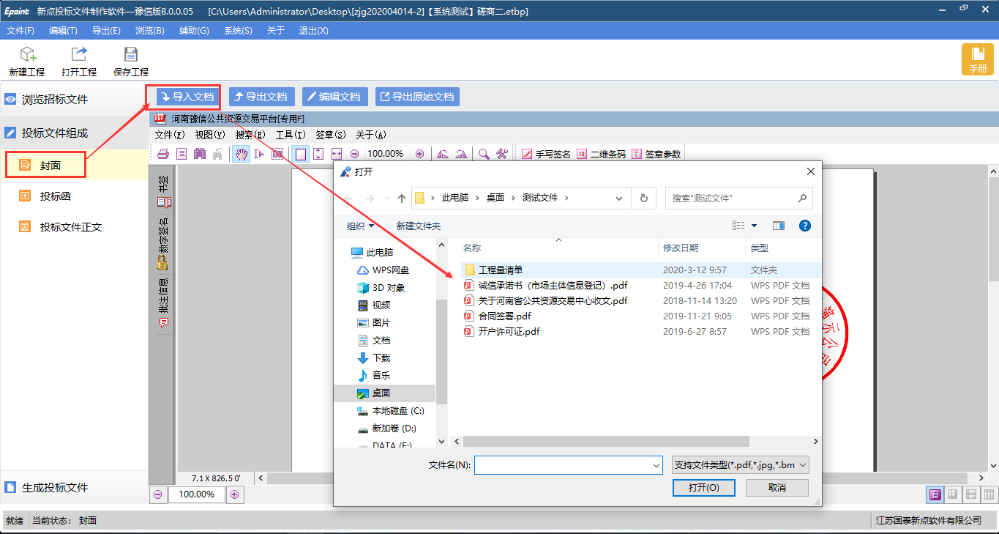 Epoint 新点投标文件制作软件—豫信版8.0.0.05 [C:\Users\Administrator\Desktop\[zjg202004014-2]【系统测试】磋商二.etbp]
文件(F) 编辑(T) 导出(E) 浏览(B) 辅助(G) 系统(S) 关于 退出(X)
新建工程 打开工程 保存工程 手册
浏览招标文件
导入文档 导出文档 编辑文档 导出原始文档
河南豫信公共资源交易平台[专用F]
投标文件组成
文件(F) 视图(V) 搜索(E) 工具(T) 签章(S) 关于(A)
100.00% 手写签名 二维条码 签章参数
封面
投标函
投标文件正文
书签
数字签名
批注信息
打开
此电脑 桌面 测试文件
搜索"测试文件"
组织 新建文件夹
名称 修改日期 类型
此电脑
WPS网盘
3D 对象
视频
图片
文档
下载
音乐
桌面
本地磁盘 (C:)
新加卷 (D:)
DATA (E:)
工程量清单 2020-3-12 9:57 文件夹
诚信承诺书（市场主体信息登记）.pdf 2019-4-26 17:04 WPS PDF 文档
关于河南省公共资源交易中心收文.pdf 2018-11-14 13:20 WPS PDF 文档
合同签署.pdf 2019-11-21 9:05 WPS PDF 文档
开户许可证.pdf 2019-6-27 8:57 WPS PDF 文档
文件名(N): 支持文件类型(*.pdf,*.jpg,*.bm
打开(O) 取消
示公司
7.1 X 826.5 0'
生成投标文件
100.00%
就绪 当前状态: 封面 江苏国泰新点软件有限公司